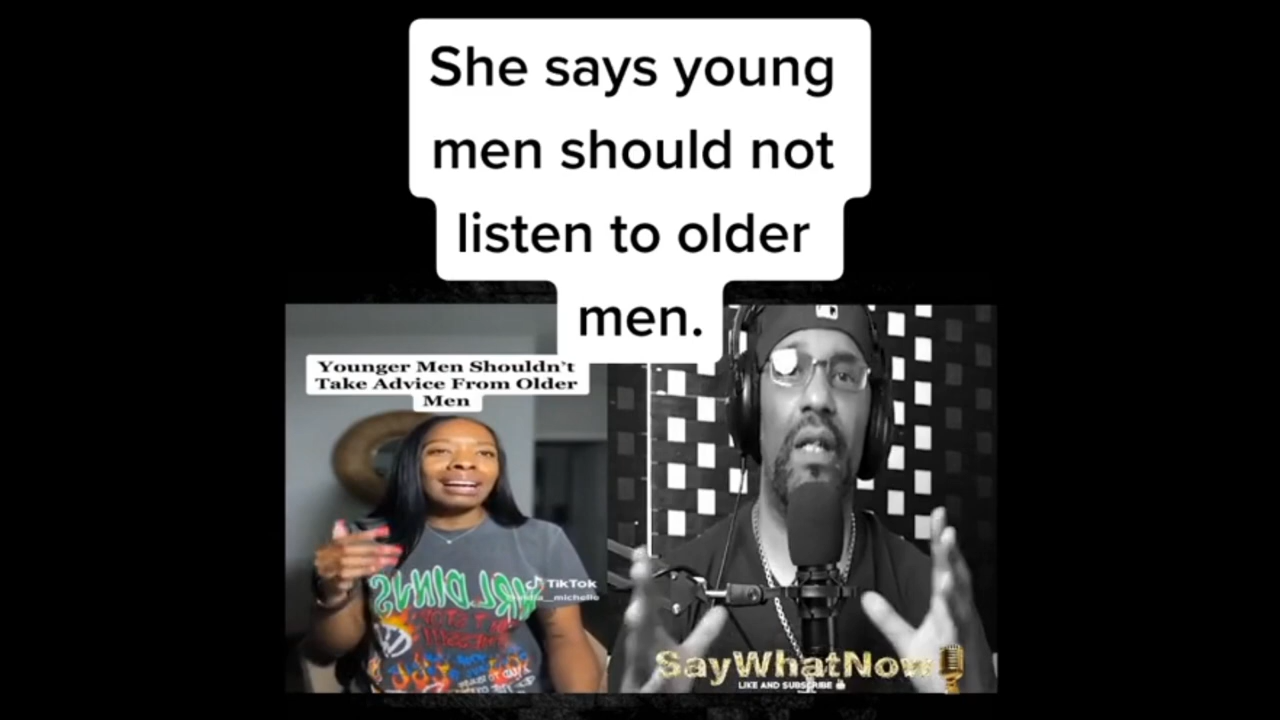 She says young
men should not
listen to older
men.
Younger Men Shouldn't
Take Advice From Older
Men
TikTok
SayWhatNow
LIKE AND SUBSCRIBE